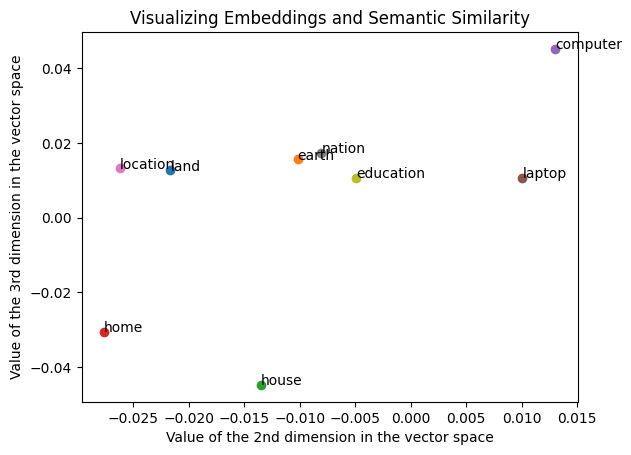 Visualizing Embeddings and Semantic Similarity
Value of the 3rd dimension in the vector space
0.04
0.02
0.00
−0.02
−0.04
computer
nation
earth
location
land
education
laptop
home
house
−0.025
−0.020
−0.015
−0.010
−0.005
0.000
0.005
0.010
0.015
Value of the 2nd dimension in the vector space